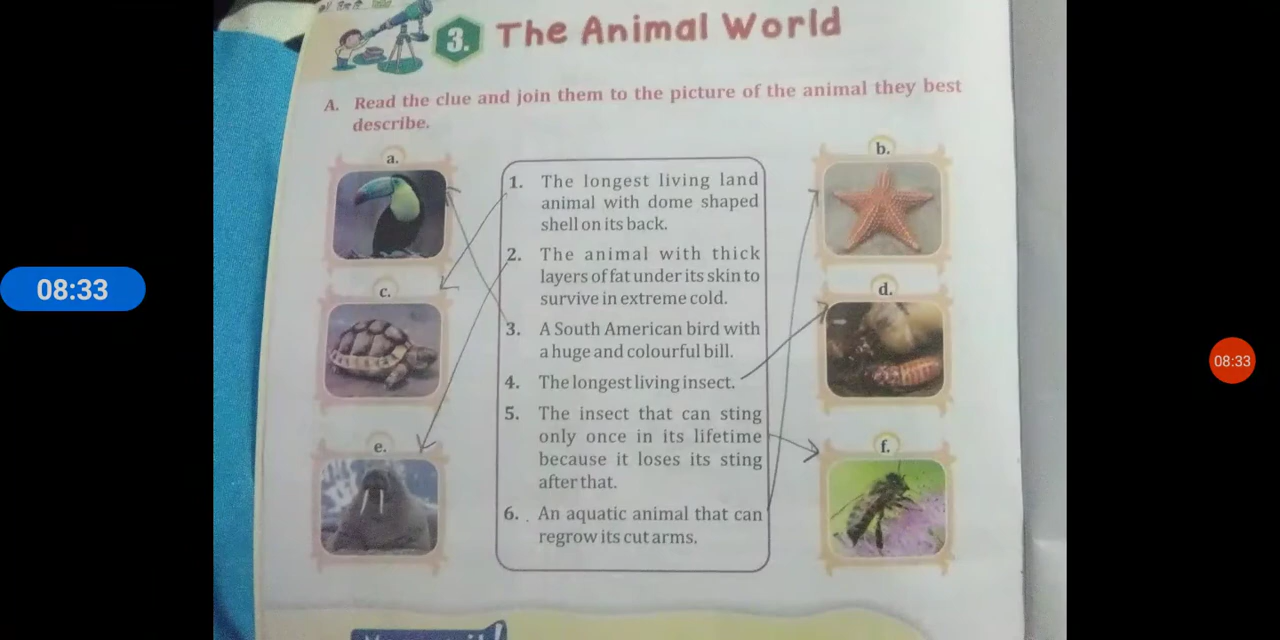 3. The Animal World
A. Read the clue and join them to the picture of the animal they best
describe.
a.
b.
1. The longest living land
animal with dome shaped
shell on its back.
2. The animal with thick
layers of fat under its skin to
survive in extreme cold.
c.
d.
3. A South American bird with
a huge and colourful bill.
4. The longest living insect.
5. The insect that can sting
only once in its lifetime
because it loses its sting
after that.
e.
f.
6. An aquatic animal that can
regrow its cut arms.
08:33
08:33